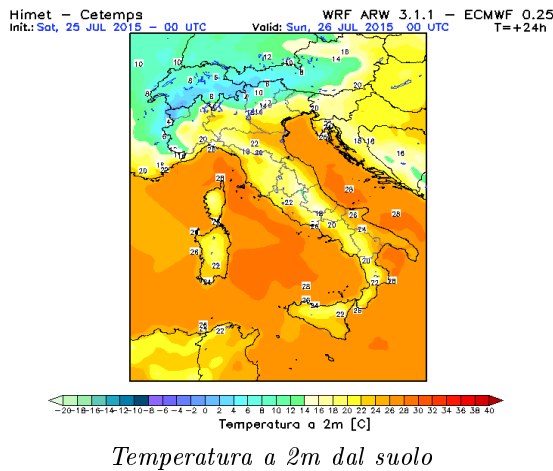 Himet – Cetemps WRF ARW 3.1.1 – ECMWF 0.25
Init.: Sat, 25 JUL 2015 – 00 UTC Valid: Sun, 26 JUL 2015 00 UTC T=+24h
-20-18-16-14-12-10-8 -6 -4 -2 0 2 4 6 8 10 12 14 16 18 20 22 24 26 28 30 32 34 36 38 40
Temperatura a 2m [C]
Temperatura a 2m dal suolo